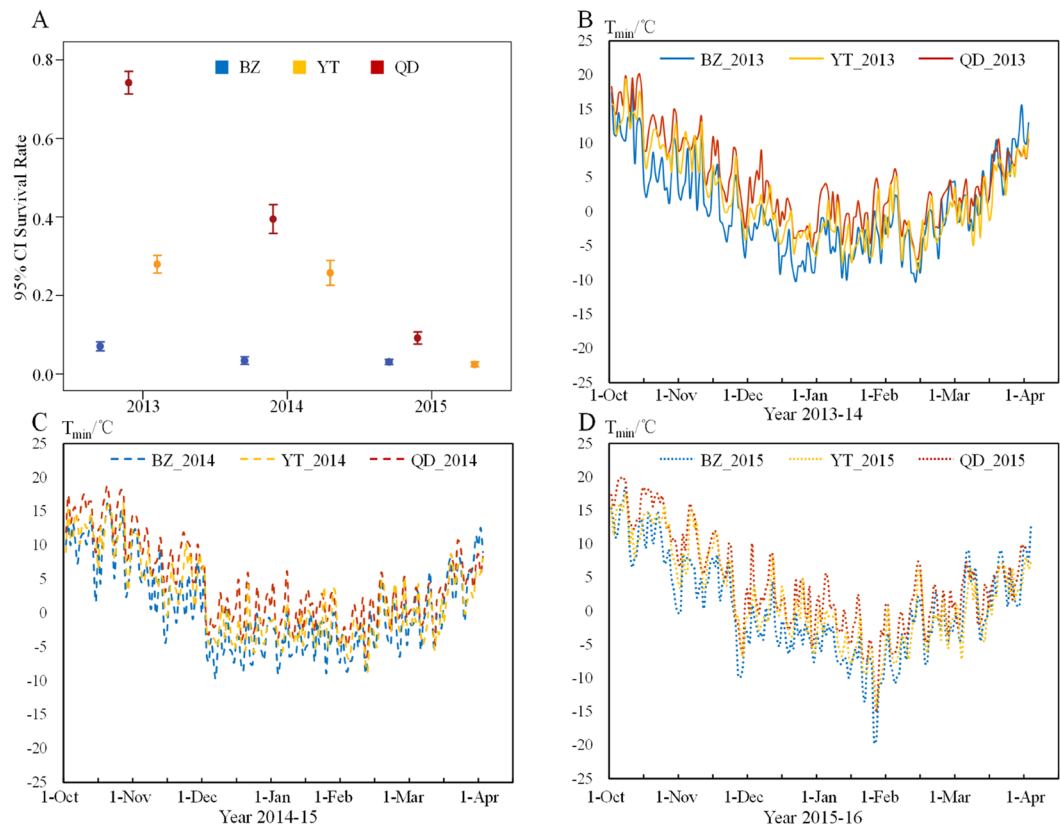 A
BZ YT QD
95% CI Survival Rate
0.8
0.6
0.4
0.2
0.0
2013 2014 2015
B
Tmin/℃
BZ_2013 YT_2013 QD_2013
25
20
15
10
5
0
-5
-10
-15
-20
-25
1-Oct 1-Nov 1-Dec 1-Jan 1-Feb 1-Mar 1-Apr
Year 2013-14
C
Tmin/℃
BZ_2014 YT_2014 QD_2014
25
20
15
10
5
0
-5
-10
-15
-20
-25
1-Oct 1-Nov 1-Dec 1-Jan 1-Feb 1-Mar 1-Apr
Year 2014-15
D
Tmin/℃
BZ_2015 YT_2015 QD_2015
25
20
15
10
5
0
-5
-10
-15
-20
-25
1-Oct 1-Nov 1-Dec 1-Jan 1-Feb 1-Mar 1-Apr
Year 2015-16